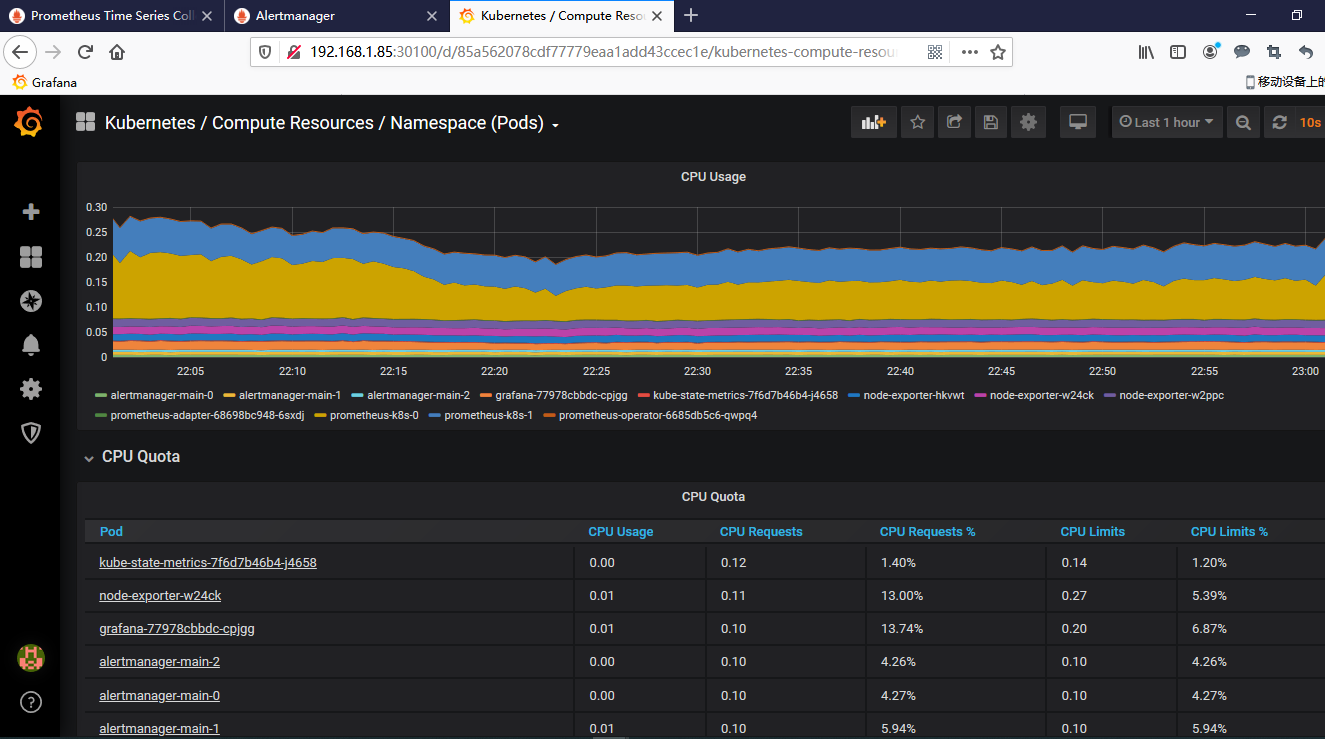 Prometheus Time Series Coll
Alertmanager
Kubernetes / Compute Reso
192.168.1.85:30100/d/85a562078cdf77779eaa1add43ccec1e/kubernetes-compute-resou
Grafana
移动设备上的
Kubernetes / Compute Resources / Namespace (Pods)
Last 1 hour
10s
CPU Usage
0.30
0.25
0.20
0.15
0.10
0.05
0
22:05 22:10 22:15 22:20 22:25 22:30 22:35 22:40 22:45 22:50 22:55 23:00
alertmanager-main-0 alertmanager-main-1 alertmanager-main-2 grafana-77978cbbdc-cpjgg kube-state-metrics-7f6d7b46b4-j4658 node-exporter-hkvwt node-exporter-w24ck node-exporter-w2ppc
prometheus-adapter-68698bc948-6sxdj prometheus-k8s-0 prometheus-k8s-1 prometheus-operator-6685db5c6-qwpq4
CPU Quota
CPU Quota
Pod CPU Usage CPU Requests CPU Requests % CPU Limits CPU Limits %
kube-state-metrics-7f6d7b46b4-j4658 0.00 0.12 1.40% 0.14 1.20%
node-exporter-w24ck 0.01 0.11 13.00% 0.27 5.39%
grafana-77978cbbdc-cpjgg 0.01 0.10 13.74% 0.20 6.87%
alertmanager-main-2 0.00 0.10 4.26% 0.10 4.26%
alertmanager-main-0 0.00 0.10 4.27% 0.10 4.27%
alertmanager-main-1 0.01 0.10 5.94% 0.10 5.94%